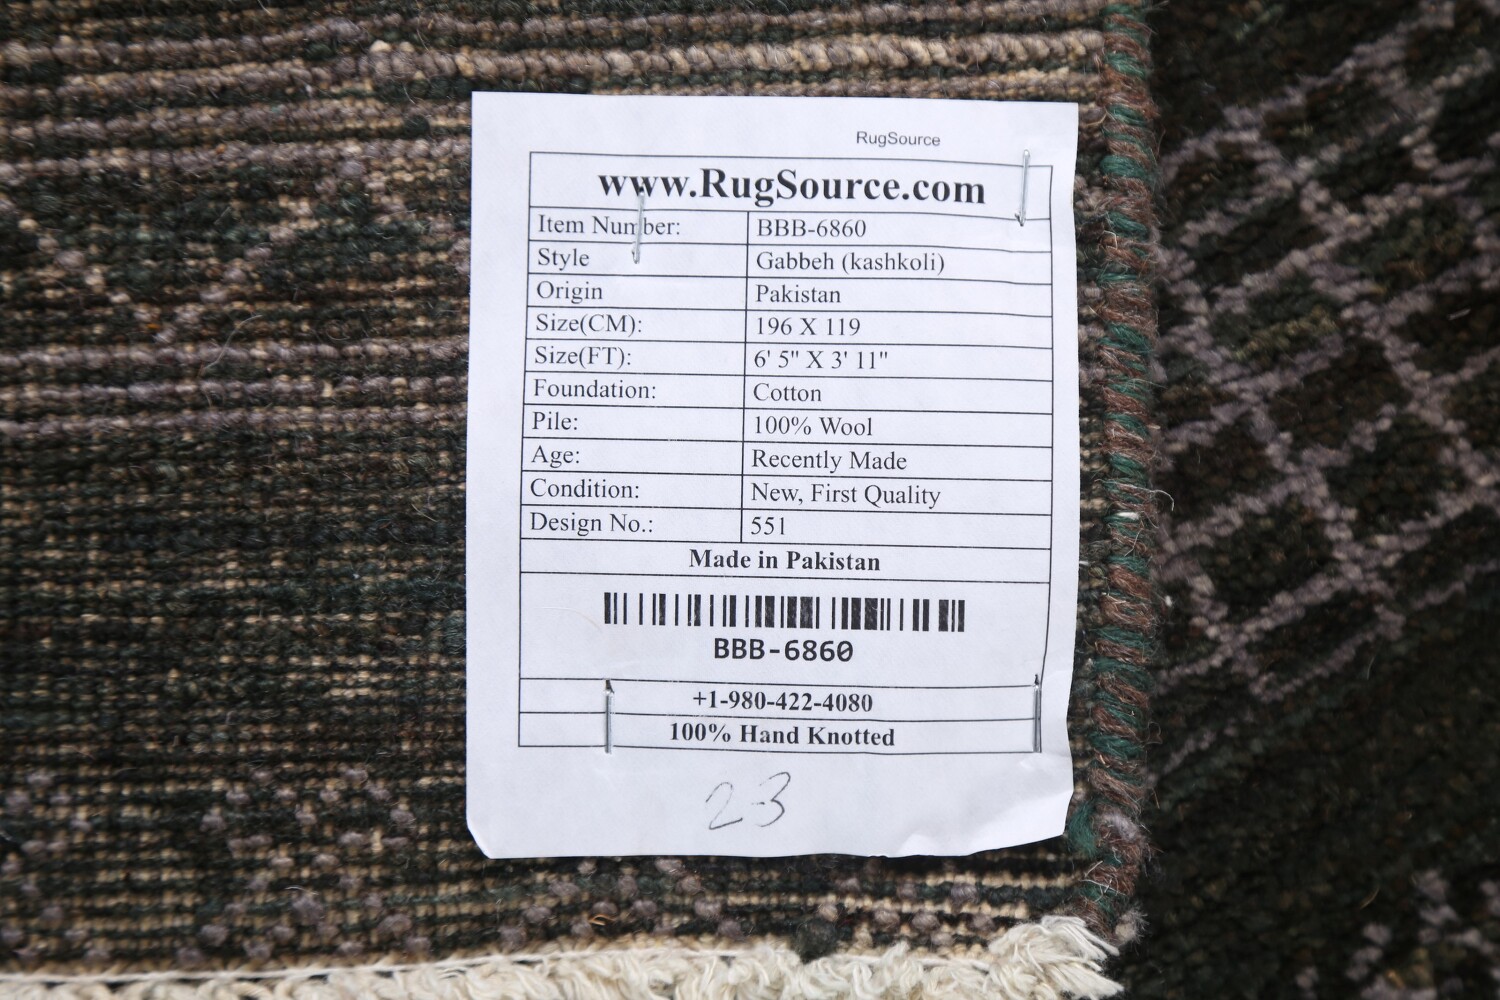 RugSource
www.RugSource.com
Item Number: BBB-6860
Style Gabbeh (kashkoli)
Origin Pakistan
Size(CM): 196 X 119
Size(FT): 6' 5" X 3' 11"
Foundation: Cotton
Pile: 100% Wool
Age: Recently Made
Condition: New, First Quality
Design No.: 551
Made in Pakistan
BBB-6860
+1-980-422-4080
100% Hand Knotted
2-3